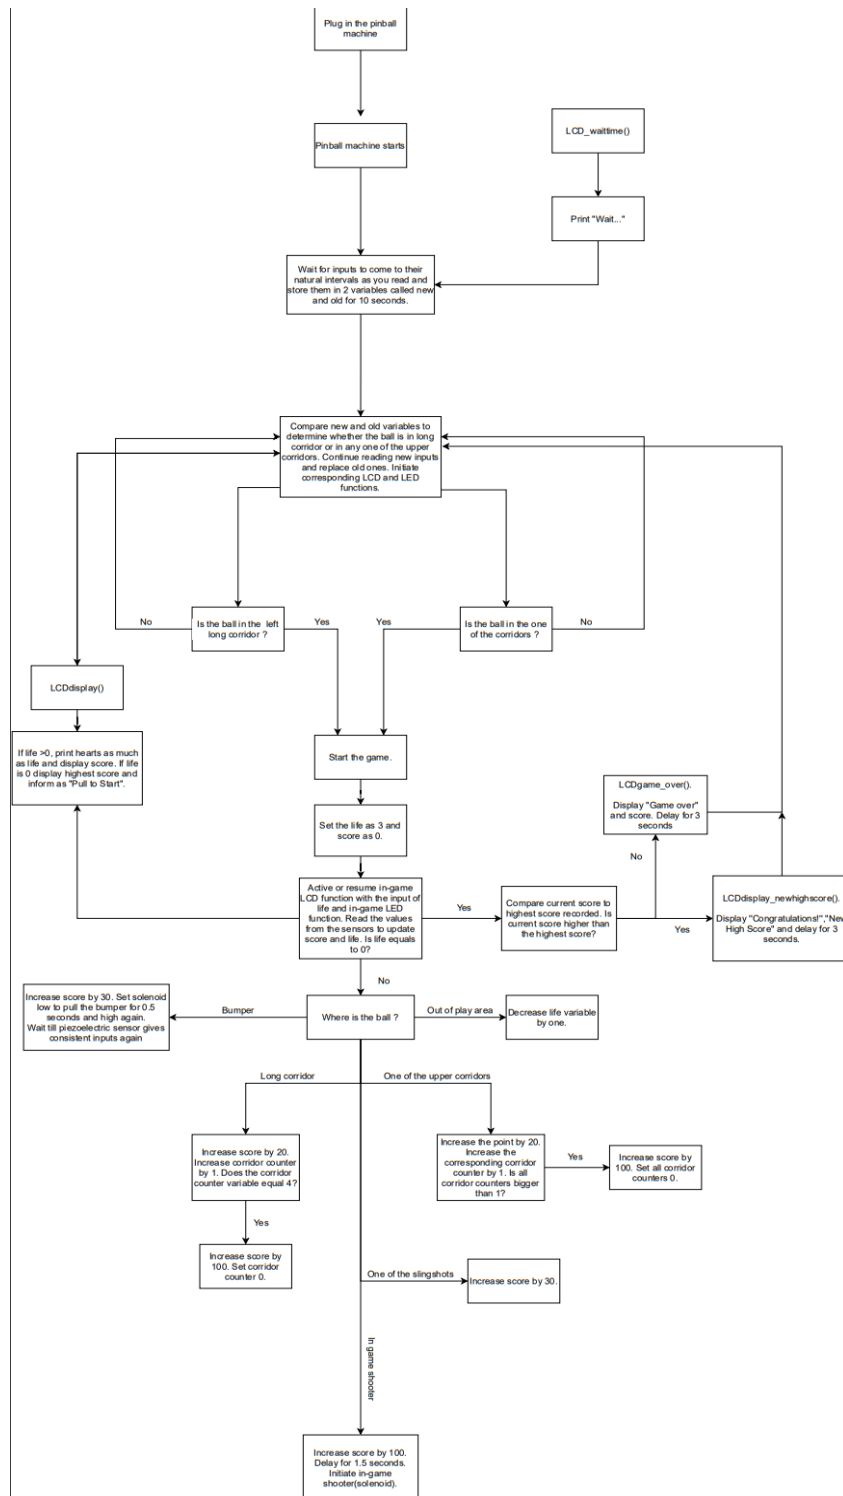 Plug in the pinball
machine
Pinball machine starts
LCD_waittime()
Print "Wait..."
Wait for inputs to come to their
natural intervals as you read and
store them in 2 variables called new
and old for 10 seconds.
Compare new and old variables to
determine whether the ball is in long
corridor or in any one of the upper
corridors. Continue reading new inputs
and replace old ones. Initiate
corresponding LCD and LED
functions.
No
Is the ball in the left
long corridor ?
Yes
Yes
Is the ball in the one
of the corridors ?
No
LCDdisplay()
If life >0, print hearts as much
as life and display score. If life
is 0 display highest score and
inform as "Pull to Start".
Start the game.
Set the life as 3 and
score as 0.
LCDgame_over().
Display "Game over"
and score. Delay for 3
seconds
No
Active or resume in-game
LCD function with the input of
life and in-game LED
function. Read the values
from the sensors to update
score and life. Is life equals
to 0?
Yes
Compare current score to
highest score recorded. Is
current score higher than
the highest score?
Yes
LCDdisplay_newhighscore().
Display "Congratulations!","New
High Score" and delay for 3
seconds.
No
Increase score by 30. Set solenoid
low to pull the bumper for 0.5
seconds and high again.
Wait till piezoelectric sensor gives
consistent inputs again
Bumper
Where is the ball ?
Out of play area
Decrease life variable
by one.
Long corridor
One of the upper corridors
Increase score by 20.
Increase corridor counter
by 1. Does the corridor
counter variable equal 4?
Increase the point by 20.
Increase the
corresponding corridor
counter by 1. Is all
corridor counters bigger
than 1?
Yes
Increase score by
100. Set all corridor
counters 0.
Yes
Increase score by
100. Set corridor
counter 0.
One of the slingshots
Increase score by 30.
In game shooter
Increase score by 100.
Delay for 1.5 seconds.
Initiate in-game
shooter(solenoid).